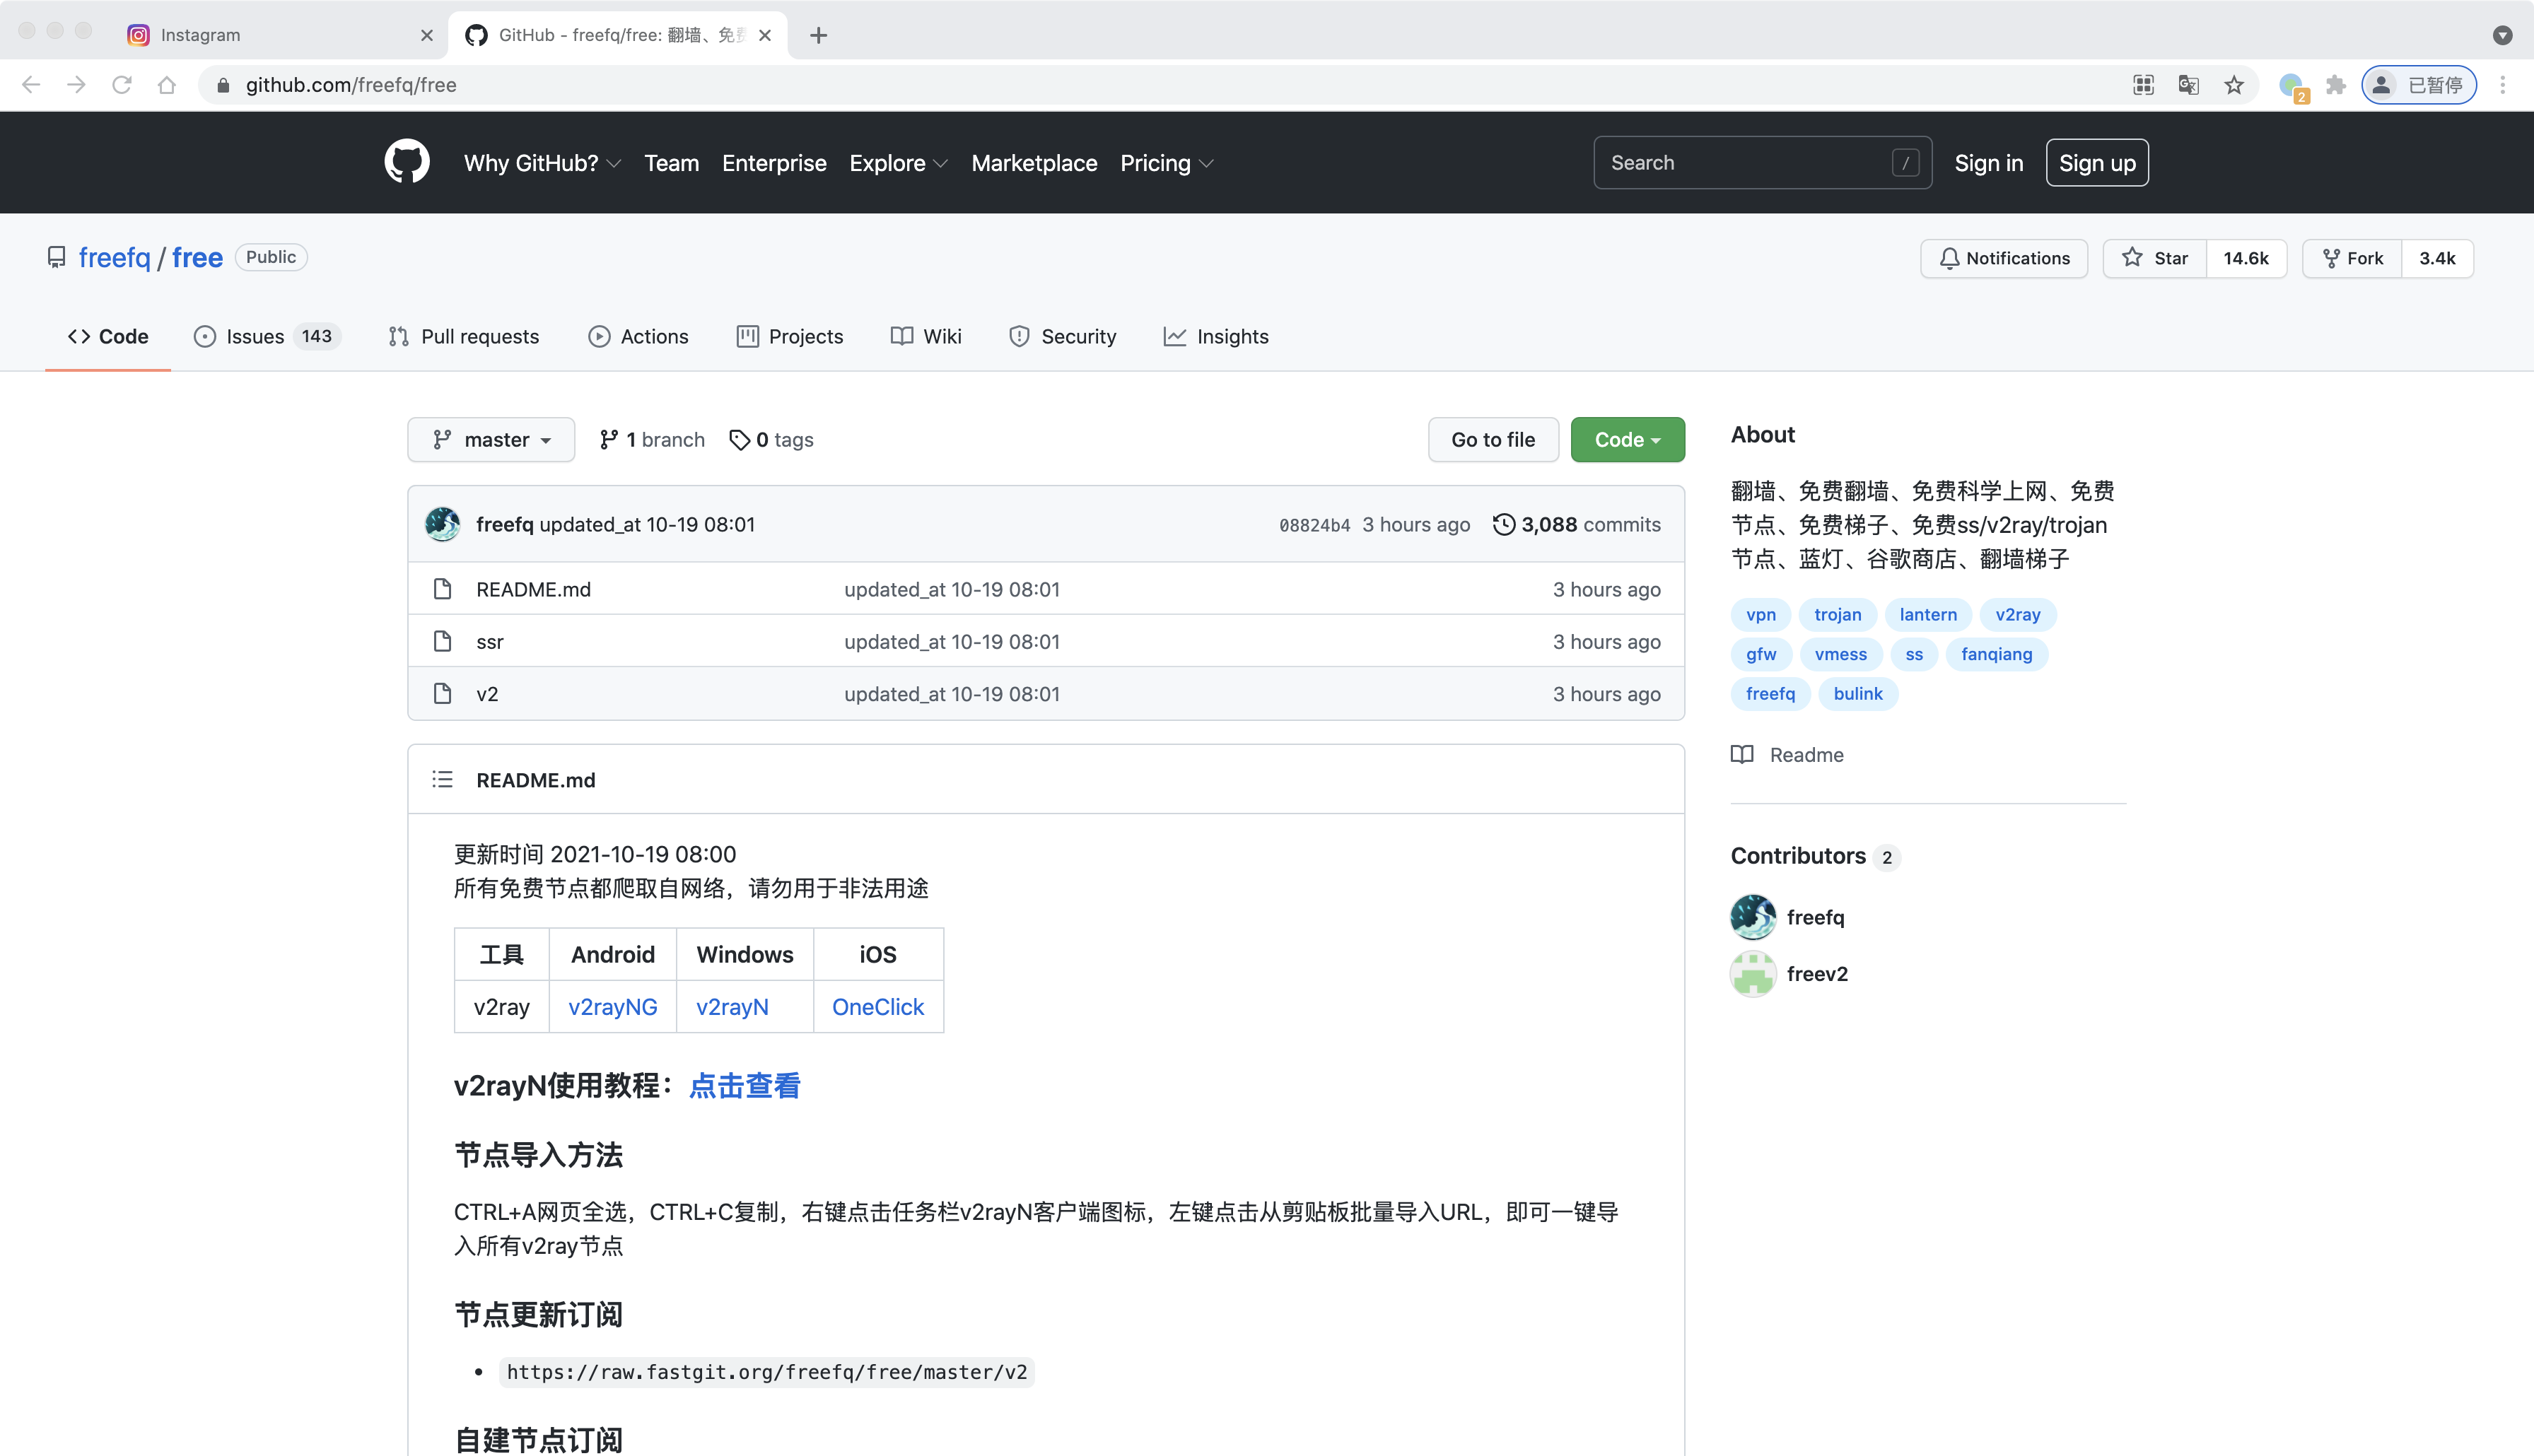 Instagram
GitHub - freefq/free: 翻墙、免费
github.com/freefq/free
2
已暂停
Why GitHub? Team Enterprise Explore Marketplace Pricing
Search /
Sign in
Sign up
freefq / free Public
Notifications
Star 14.6k
Fork 3.4k
Code
Issues 143
Pull requests
Actions
Projects
Wiki
Security
Insights
master
1 branch
0 tags
Go to file
Code
freefq updated_at 10-19 08:01 08824b4 3 hours ago 3,088 commits
README.md updated_at 10-19 08:01 3 hours ago
ssr updated_at 10-19 08:01 3 hours ago
v2 updated_at 10-19 08:01 3 hours ago
README.md
更新时间 2021-10-19 08:00
所有免费节点都爬取自网络，请勿用于非法用途
工具 Android Windows iOS
v2ray v2rayNG v2rayN OneClick
v2rayN使用教程：点击查看
节点导入方法
CTRL+A网页全选，CTRL+C复制，右键点击任务栏v2rayN客户端图标，左键点击从剪贴板批量导入URL，即可一键导
入所有v2ray节点
节点更新订阅
• https://raw.fastgit.org/freefq/free/master/v2
自建节点订阅
About
翻墙、免费翻墙、免费科学上网、免费
节点、免费梯子、免费ss/v2ray/trojan
节点、蓝灯、谷歌商店、翻墙梯子
vpn trojan lantern v2ray
gfw vmess ss fanqiang
freefq bulink
Readme
Contributors 2
freefq
freev2